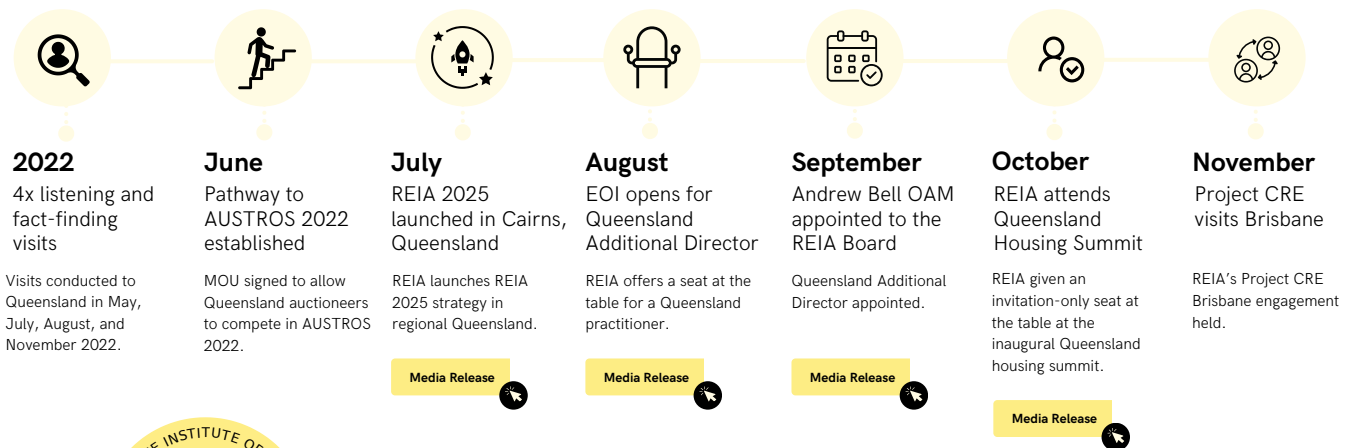 2022
4x listening and
fact-finding
visits
Visits conducted to
Queensland in May,
July, August, and
November 2022.
June
Pathway to
AUSTROS 2022
established
MOU signed to allow
Queensland auctioneers
to compete in AUSTROS
2022.
July
REIA 2025
launched in Cairns,
Queensland
REIA launches REIA
2025 strategy in
regional Queensland.
Media Release
August
EOI opens for
Queensland
Additional Director
REIA offers a seat at the
table for a Queensland
practitioner.
Media Release
September
Andrew Bell OAM
appointed to the
REIA Board
Queensland Additional
Director appointed.
Media Release
October
REIA attends
Queensland
Housing Summit
REIA given an
invitation-only seat at
the table at the
inaugural Queensland
housing summit.
Media Release
November
Project CRE
visits Brisbane
REIA's Project CRE
Brisbane engagement
held.
INSTITUTE OF